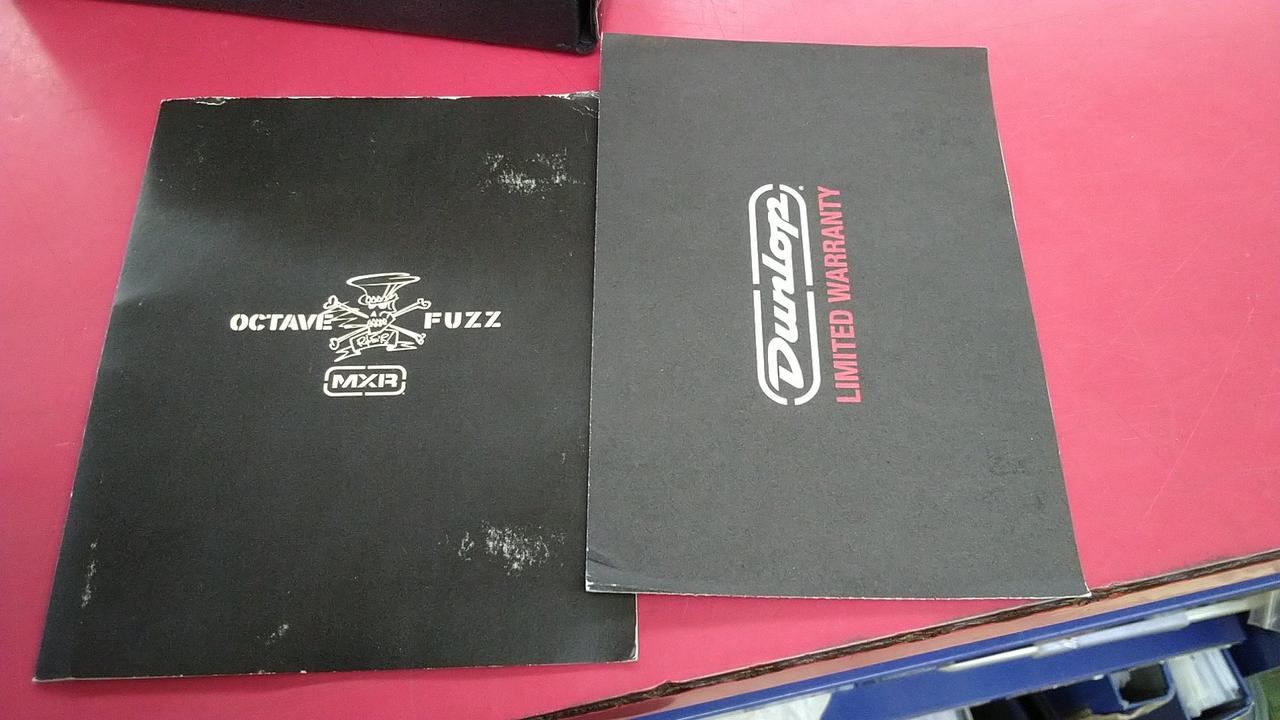 OCTAVE FUZZ
MXR
Dunlop
LIMITED WARRANTY